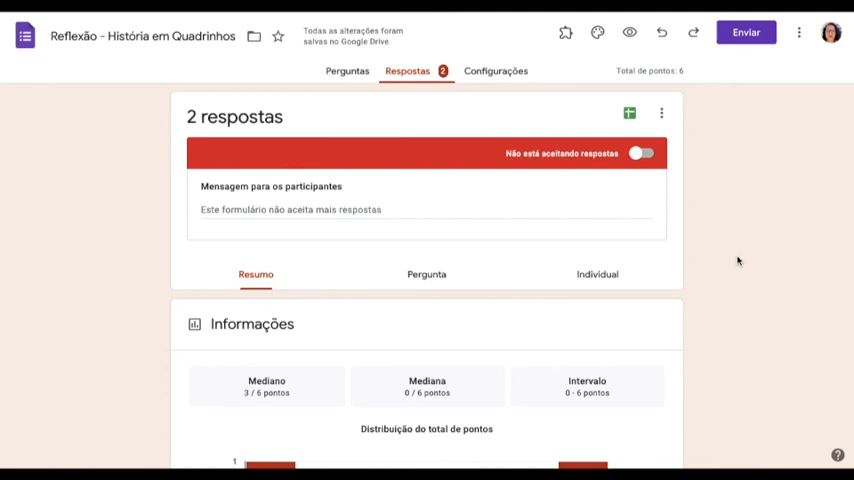 Reflexão - História em Quadrinhos
Todas as alterações foram
salvas no Google Drive
Enviar
Perguntas
Respostas 2
Configurações
Total de pontos: 6
2 respostas
Não está aceitando respostas
Mensagem para os participantes
Este formulário não aceita mais respostas
Resumo
Pergunta
Individual
Informações
Mediano
3 / 6 pontos
Mediana
0 / 6 pontos
Intervalo
0 - 6 pontos
Distribuição do total de pontos
1